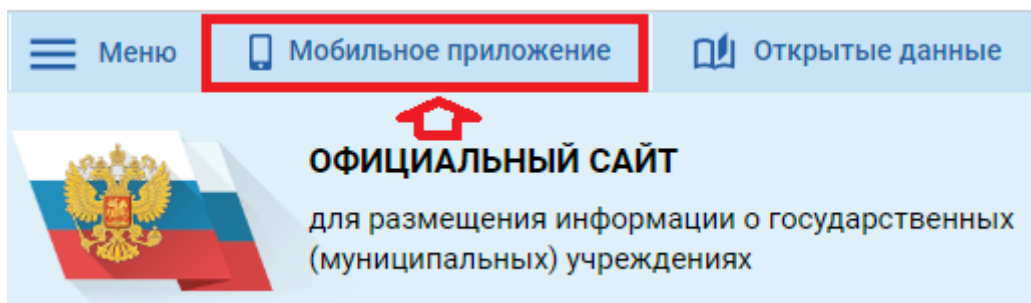 Меню Мобильное приложение Открытые данные
ОФИЦИАЛЬНЫЙ САЙТ
для размещения информации о государственных
(муниципальных) учреждениях